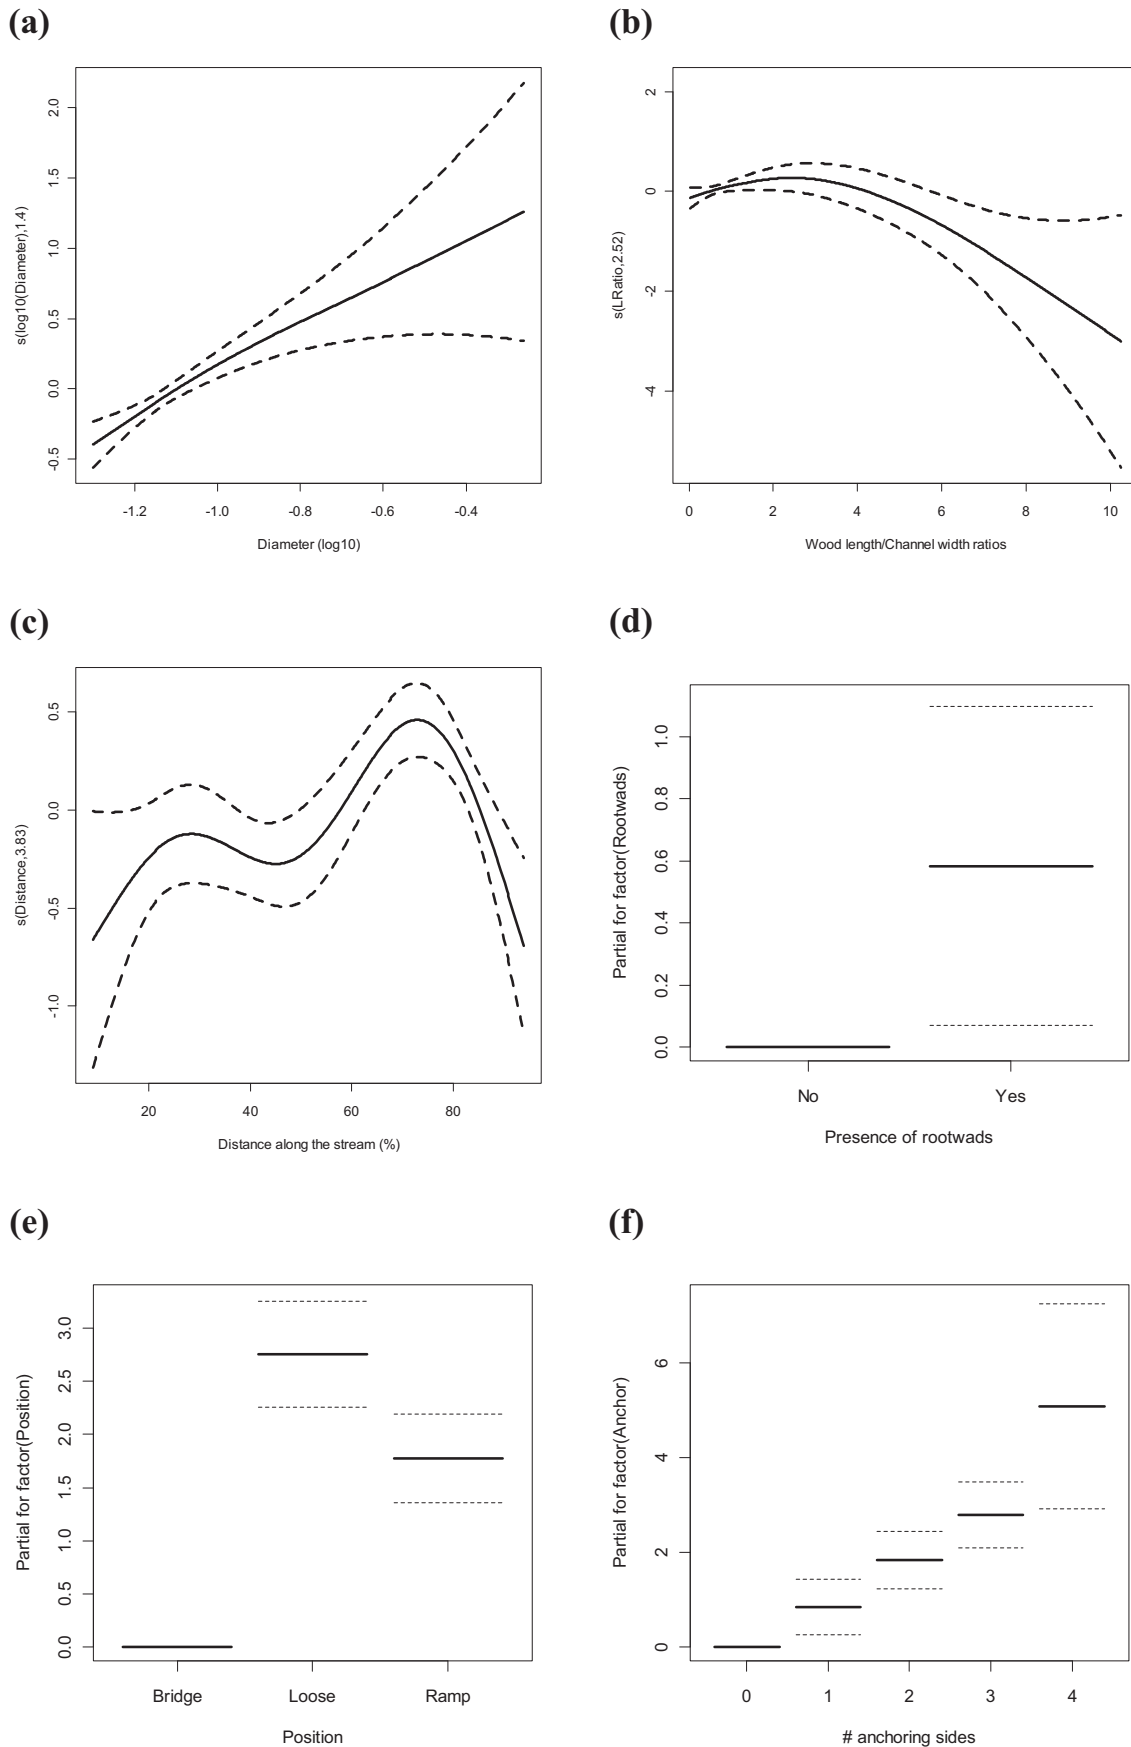 (a)
2.0
1.5
1.0
0.5
0.0
-0.5
s(log10(Diameter),1.4)
-1.2 -1.0 -0.8 -0.6 -0.4
Diameter (log10)
(b)
2
0
-2
4
s(LRatio,2.52)
0 2 4 6 8 10
Wood length/Channel width ratios
(c)
0.5
0.0
-0.5
-1.0
s(Distance,3.83)
20 40 60 80
Distance along the stream (%)
(d)
1.0
0.8
0.6
0.4
0.2
0.0
Partial for factor(Rootwads)
No Yes
Presence of rootwads
(e)
3.0
2.5
2.0
1.5
1.0
0.5
0.0
Partial for factor(Position)
Bridge Loose Ramp
Position
(f)
6
4
2
0
Partial for factor(Anchor)
0 1 2 3 4
# anchoring sides